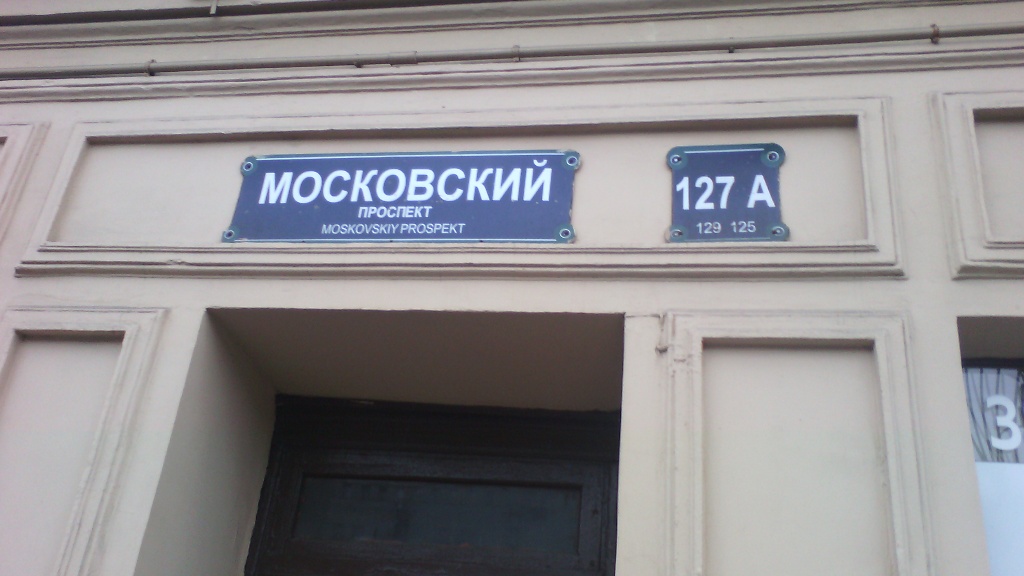 МОСКОВСКИЙ
ПРОСПЕКТ
MOSKOVSKIY PROSPEKT
127 А
129 125
З